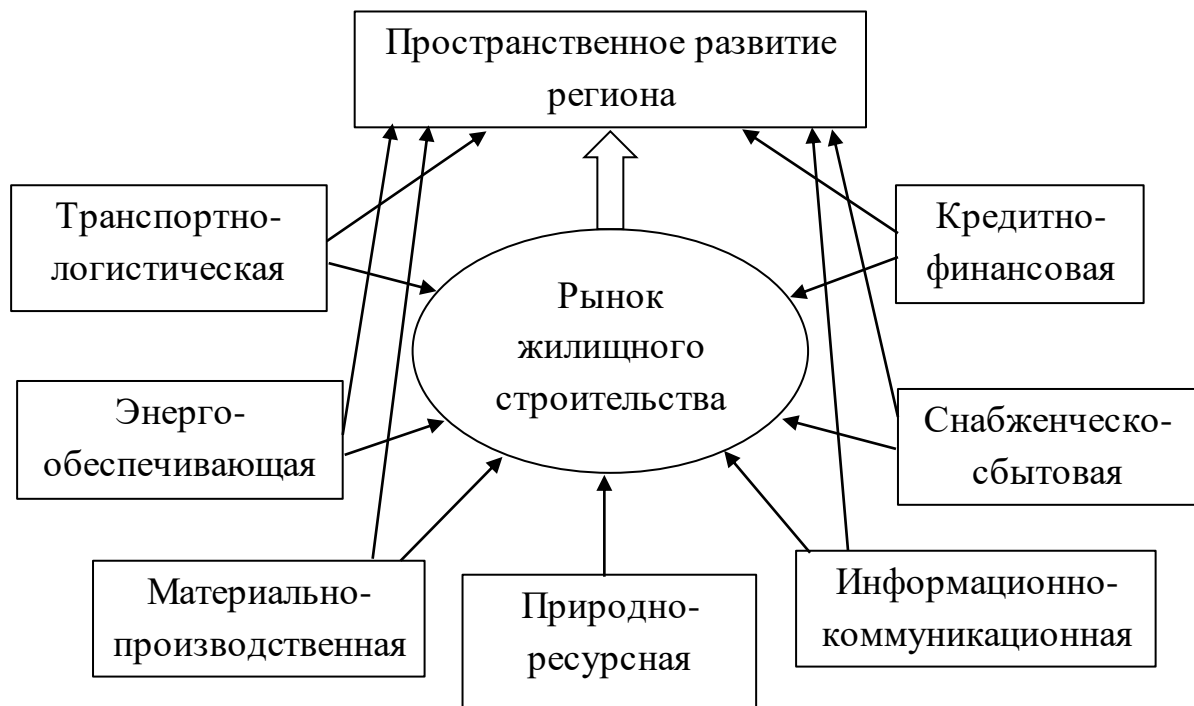 Пространственное развитие
региона
Транспортно-
логистическая
Кредитно-
финансовая
Рынок
жилищного
строительства
Энерго-
обеспечивающая
Снабженческо-
сбытовая
Материально-
производственная
Природно-
ресурсная
Информационно-
коммуникационная